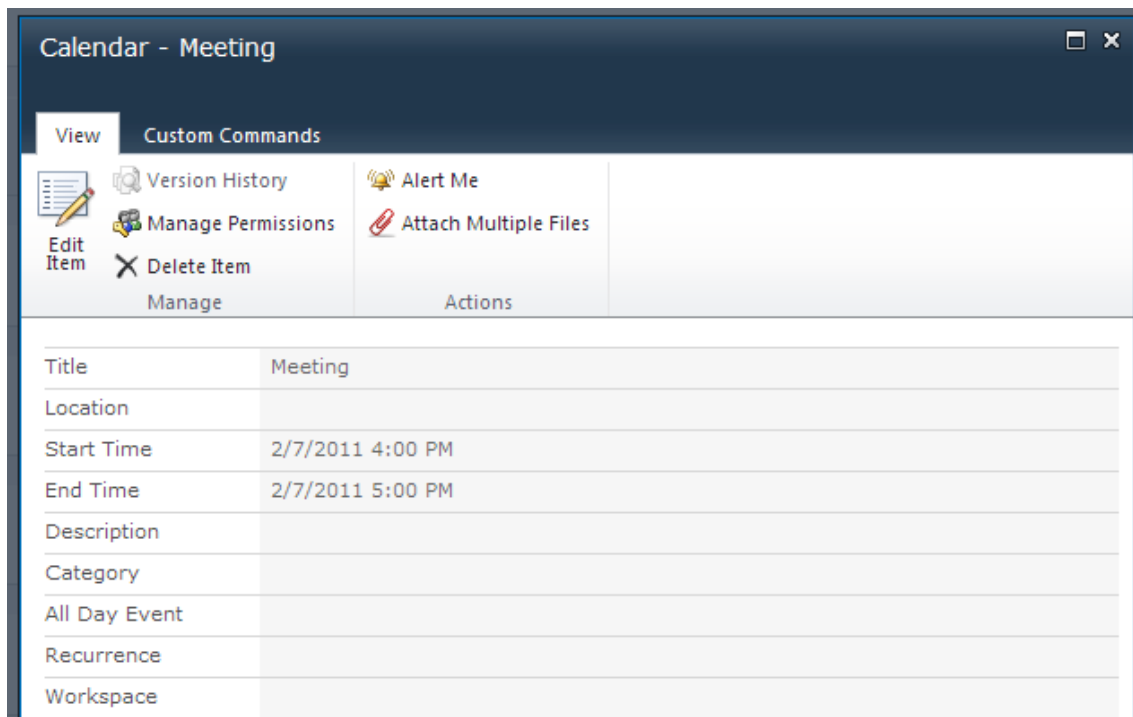 Calendar - Meeting
View Custom Commands
Edit Item
Version History
Manage Permissions
Delete Item
Manage
Alert Me
Attach Multiple Files
Actions
Title Meeting
Location
Start Time 2/7/2011 4:00 PM
End Time 2/7/2011 5:00 PM
Description
Category
All Day Event
Recurrence
Workspace